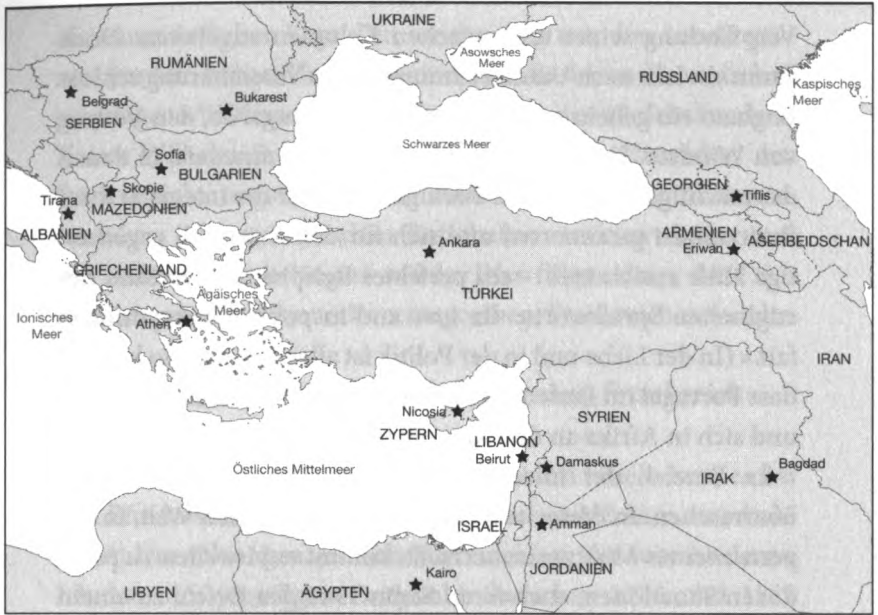 UKRAINE
Asowsches
Meer
RUMÄNIEN
RUSSLAND
Kaspisches
Meer
Belgrad
Bukarest
SERBIEN
Schwarzes Meer
Sofia
BULGARIEN
Skopie
GEORGIEN
Tiflis
Tirana
MAZEDONIEN
ALBANIEN
ARMENIEN
ASERBEIDSCHAN
Eriwan
Ankara
GRIECHENLAND
TÜRKEI
Ägäisches
Meer
Ionisches
Meer
Athen
IRAN
Nicosia
SYRIEN
ZYPERN
LIBANON
Beirut
Damaskus
Bagdad
IRAK
Östliches Mittelmeer
ISRAEL
Amman
JORDANIEN
Kairo
LIBYEN
ÄGYPTEN